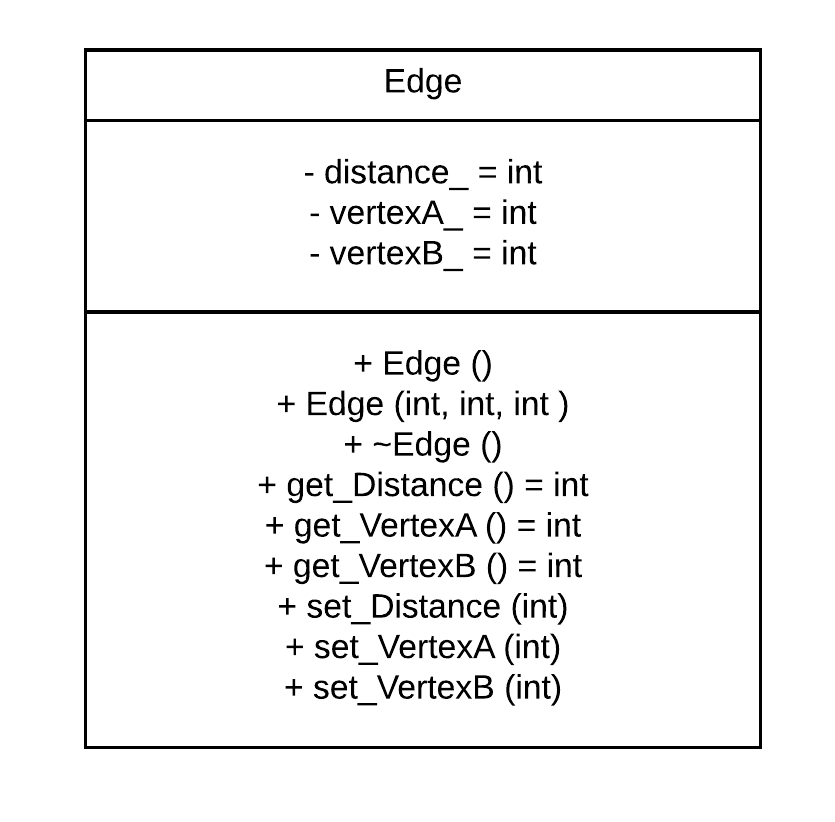 Edge
- distance_ = int
- vertexA_ = int
- vertexB_ = int
+ Edge ()
+ Edge (int, int, int )
+ ~Edge ()
+ get_Distance () = int
+ get_VertexA () = int
+ get_VertexB () = int
+ set_Distance (int)
+ set_VertexA (int)
+ set_VertexB (int)